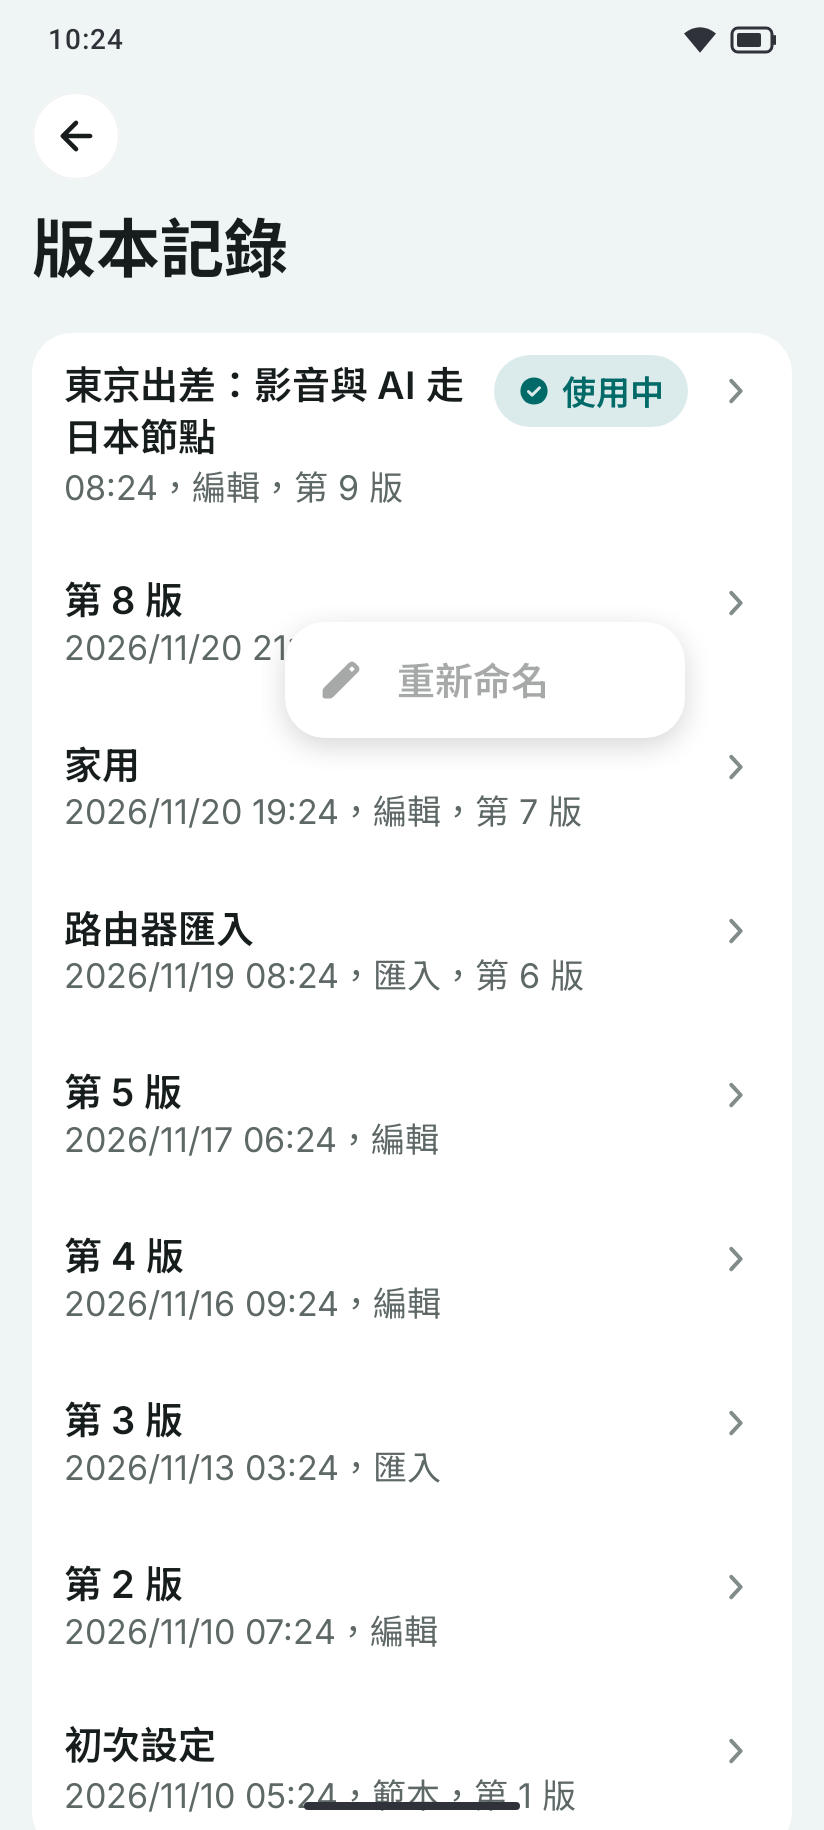 10:24
版本記錄
東京出差：影音與 AI 走
日本節點
使用中
08:24，編輯，第 9 版
第 8 版
2026/11/20 21
重新命名
家用
2026/11/20 19:24，編輯，第 7 版
路由器匯入
2026/11/19 08:24，匯入，第 6 版
第 5 版
2026/11/17 06:24，編輯
第 4 版
2026/11/16 09:24，編輯
第 3 版
2026/11/13 03:24，匯入
第 2 版
2026/11/10 07:24，編輯
初次設定
2026/11/10 05:24，範本，第 1 版